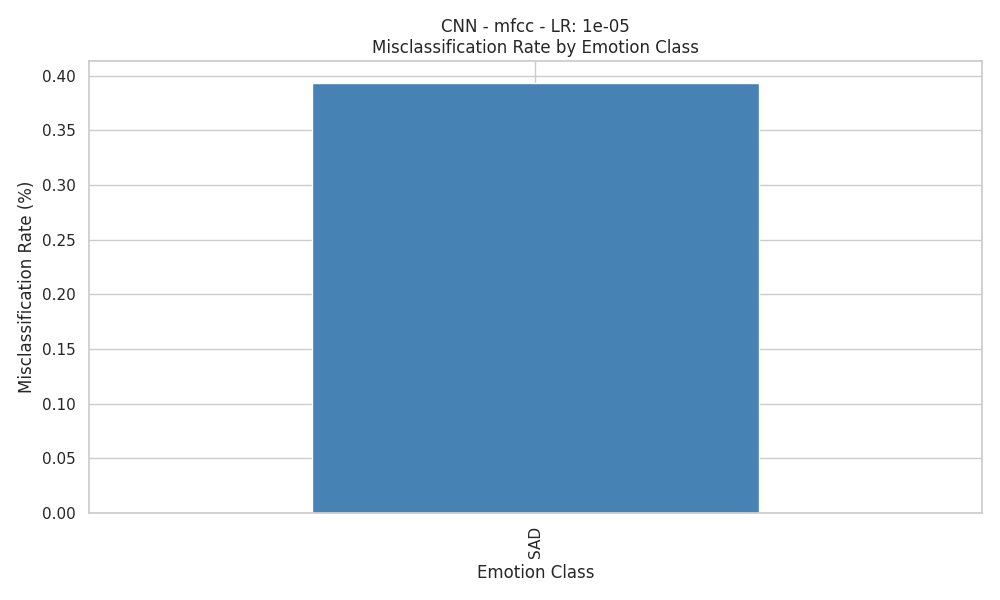 CNN - mfcc - LR: 1e-05
Misclassification Rate by Emotion Class
Misclassification Rate (%)
0.40
0.35
0.30
0.25
0.20
0.15
0.10
0.05
0.00
SAD
Emotion Class